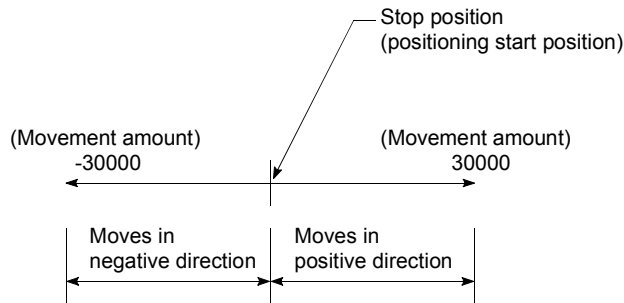 Stop position
(positioning start position)
(Movement amount)
-30000
(Movement amount)
30000
Moves in
negative direction
Moves in
positive direction